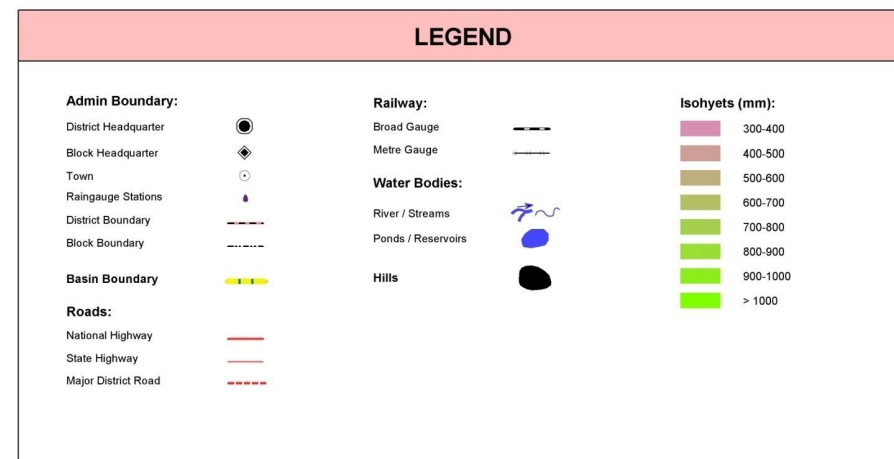 LEGEND
Admin Boundary:
District Headquarter
Block Headquarter
Town
Raingauge Stations
District Boundary
Block Boundary
Basin Boundary
Roads:
National Highway
State Highway
Major District Road
Railway:
Broad Gauge
Metre Gauge
Water Bodies:
River / Streams
Ponds / Reservoirs
Hills
Isohyets (mm):
300-400
400-500
500-600
600-700
700-800
800-900
900-1000
> 1000